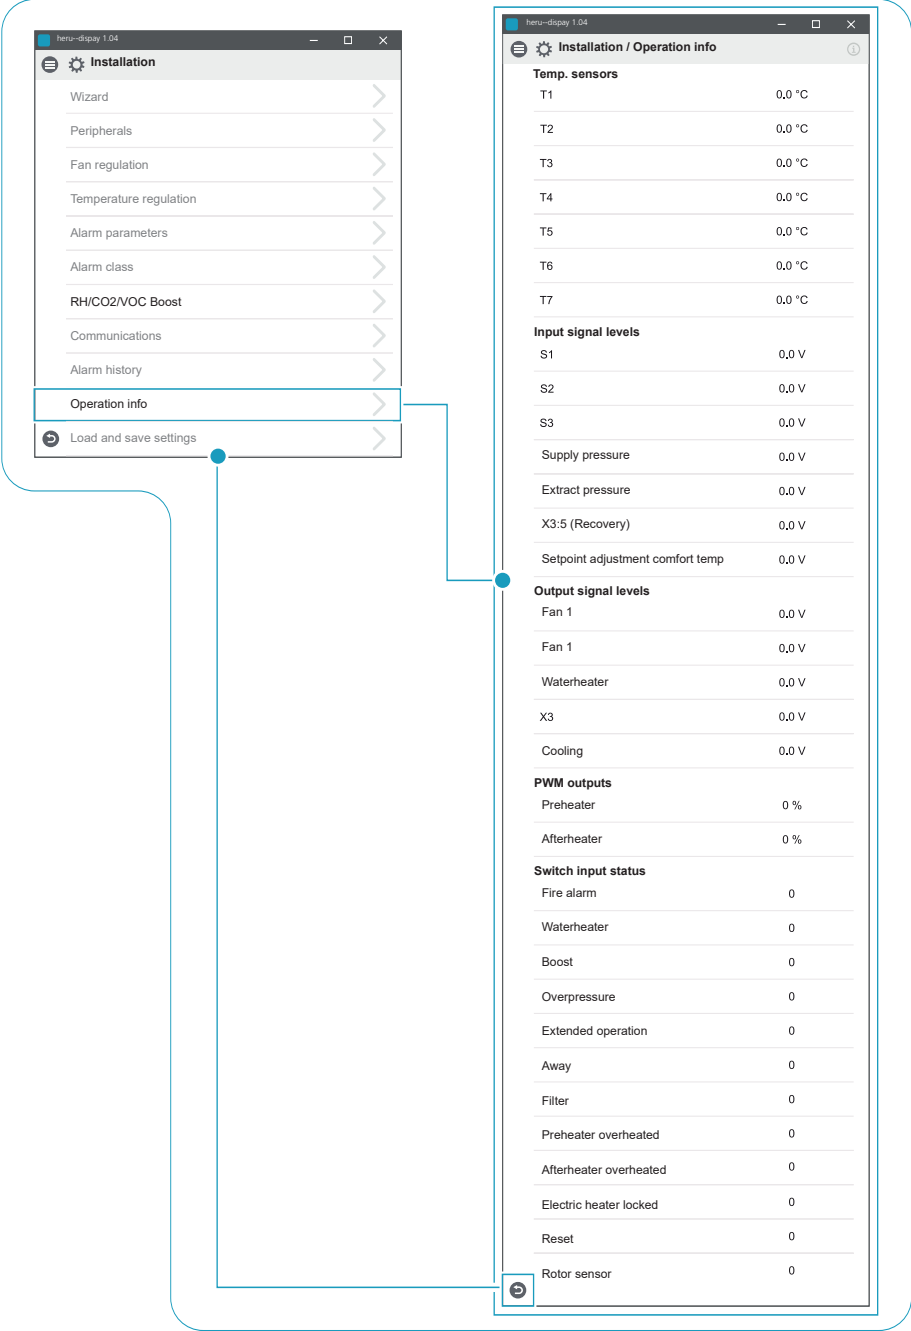 heru--dispay 1.04
Installation
Wizard
Peripherals
Fan regulation
Temperature regulation
Alarm parameters
Alarm class
RH/CO2/VOC Boost
Communications
Alarm history
Operation info
Load and save settings
heru--dispay 1.04
Installation / Operation info
Temp. sensors
T1 0.0 °C
T2 0.0 °C
T3 0.0 °C
T4 0.0 °C
T5 0.0 °C
T6 0.0 °C
T7 0.0 °C
Input signal levels
S1 0.0 V
S2 0.0 V
S3 0.0 V
Supply pressure 0.0 V
Extract pressure 0.0 V
X3:5 (Recovery) 0.0 V
Setpoint adjustment comfort temp 0.0 V
Output signal levels
Fan 1 0.0 V
Fan 1 0.0 V
Waterheater 0.0 V
X3 0.0 V
Cooling 0.0 V
PWM outputs
Preheater 0 %
Afterheater 0 %
Switch input status
Fire alarm 0
Waterheater 0
Boost 0
Overpressure 0
Extended operation 0
Away 0
Filter 0
Preheater overheated 0
Afterheater overheated 0
Electric heater locked 0
Reset 0
Rotor sensor 0